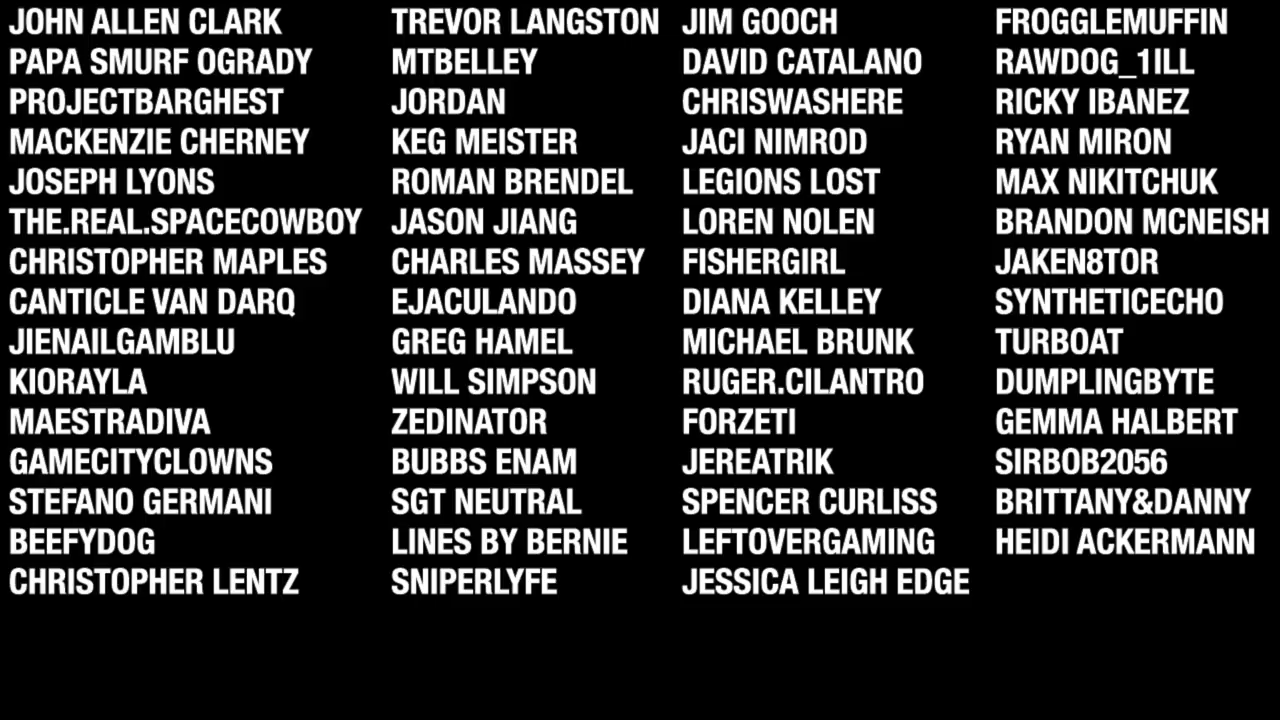 JOHN ALLEN CLARK
PAPA SMURF OGRADY
PROJECTBARGHEST
MACKENZIE CHERNEY
JOSEPH LYONS
THE.REAL.SPACECOWBOY
CHRISTOPHER MAPLES
CANTICLE VAN DARQ
JIENAILGAMBLU
KIORAYLA
MAESTRADIVA
GAMECITYCLOWNS
STEFANO GERMANI
BEEFYDOG
CHRISTOPHER LENTZ
TREVOR LANGSTON
MTBELLEY
JORDAN
KEG MEISTER
ROMAN BRENDEL
JASON JIANG
CHARLES MASSEY
EJACULANDO
GREG HAMEL
WILL SIMPSON
ZEDINATOR
BUBBS ENAM
SGT NEUTRAL
LINES BY BERNIE
SNIPERLYFE
JIM GOOCH
DAVID CATALANO
CHRISWASHERE
JACI NIMROD
LEGIONS LOST
LOREN NOLEN
FISHERGIRL
DIANA KELLEY
MICHAEL BRUNK
RUGER.CILANTRO
FORZETI
JEREATRIK
SPENCER CURLISS
LEFTOVERGAMING
JESSICA LEIGH EDGE
FROGGLEMUFFIN
RAWDOG_1ILL
RICKY IBANEZ
RYAN MIRON
MAX NIKITCHUK
BRANDON MCNEISH
JAKEN8TOR
SYNTHETICECHO
TURBOAT
DUMPLINGBYTE
GEMMA HALBERT
SIRBOB2056
BRITTANY&DANNY
HEIDI ACKERMANN